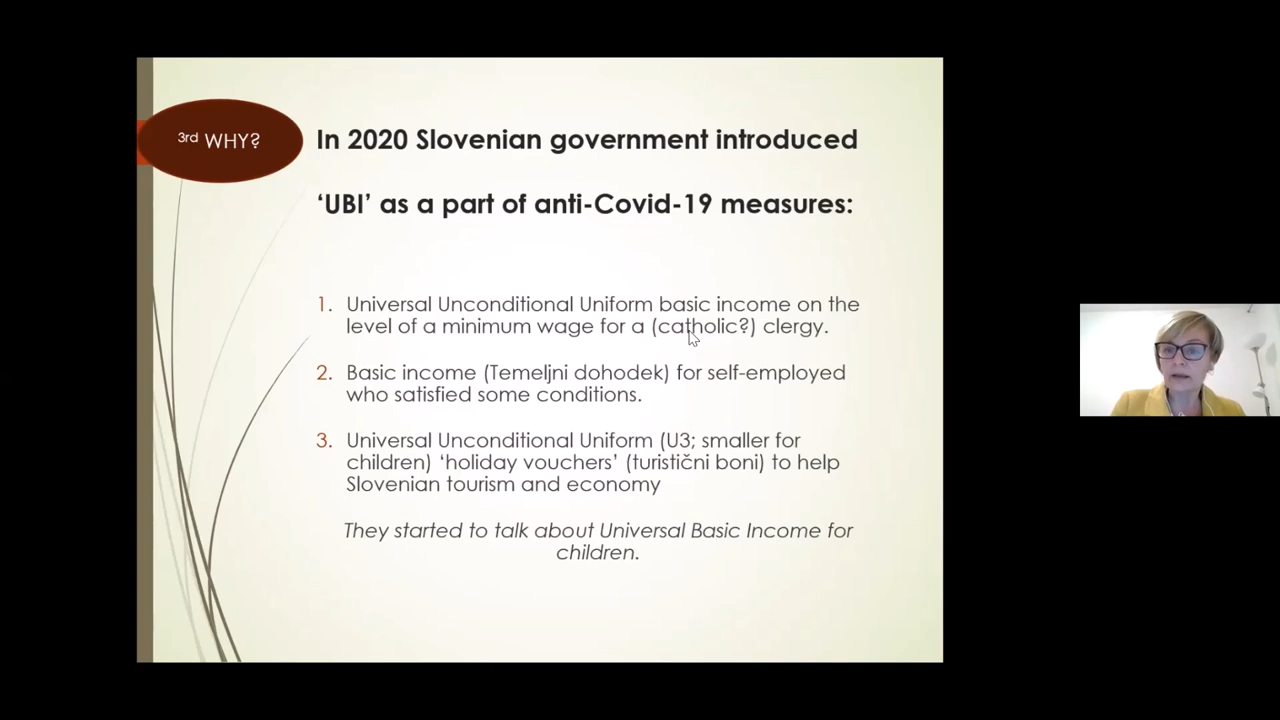 3rd WHY?
In 2020 Slovenian government introduced
‘UBI’ as a part of anti-Covid-19 measures:
1. Universal Unconditional Uniform basic income on the
level of a minimum wage for a (catholic?) clergy.
2. Basic income (Temeljni dohodek) for self-employed
who satisfied some conditions.
3. Universal Unconditional Uniform (U3; smaller for
children) ‘holiday vouchers’ (turistični boni) to help
Slovenian tourism and economy
They started to talk about Universal Basic Income for
children.